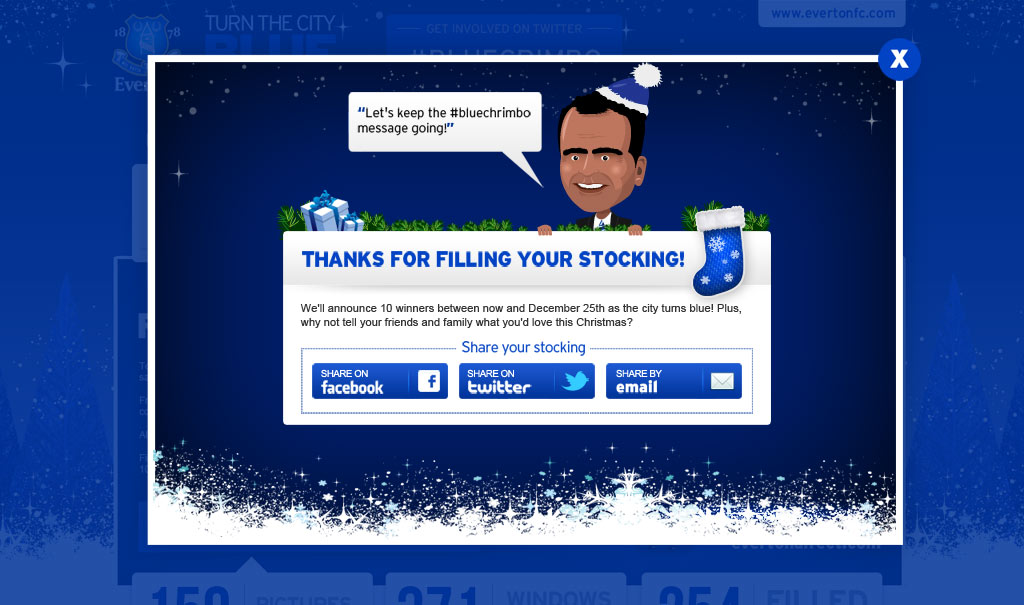 18 78
TURN THE CITY
BLUE
GET INVOLVED ON TWITTER
#BLUECRIMBO
www.evertonfc.com
X
“Let's keep the #bluechrimbo
message going!”
THANKS FOR FILLING YOUR STOCKING!
We'll announce 10 winners between now and December 25th as the city turns blue! Plus,
why not tell your friends and family what you'd love this Christmas?
Share your stocking
SHARE ON
facebook
SHARE ON
twitter
SHARE BY
email
evertondirect.com
PICTURES
271 WINDOWS
254 FILLED